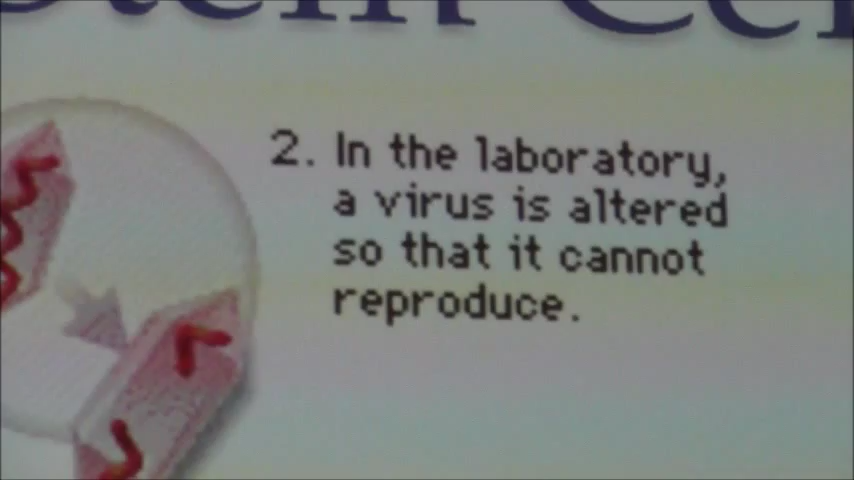 2. In the laboratory,
a virus is altered
so that it cannot
reproduce.